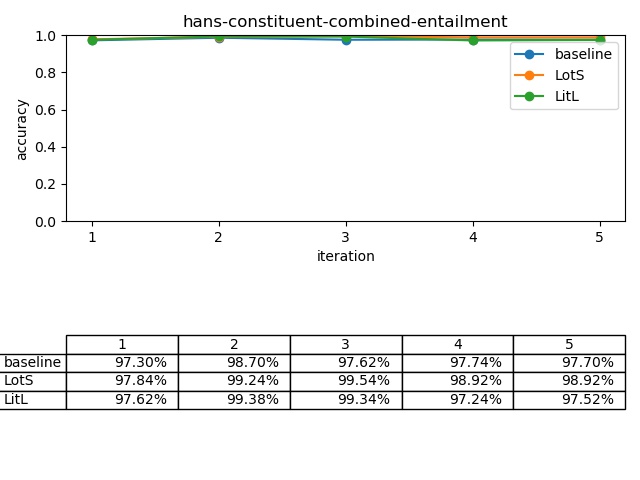 hans-constituent-combined-entailment
1.0
0.8
0.6
0.4
0.2
0.0
accuracy
baseline
LotS
LitL
1 2 3 4 5
iteration
1 2 3 4 5
baseline 97.30% 98.70% 97.62% 97.74% 97.70%
LotS 97.84% 99.24% 99.54% 98.92% 98.92%
LitL 97.62% 99.38% 99.34% 97.24% 97.52%